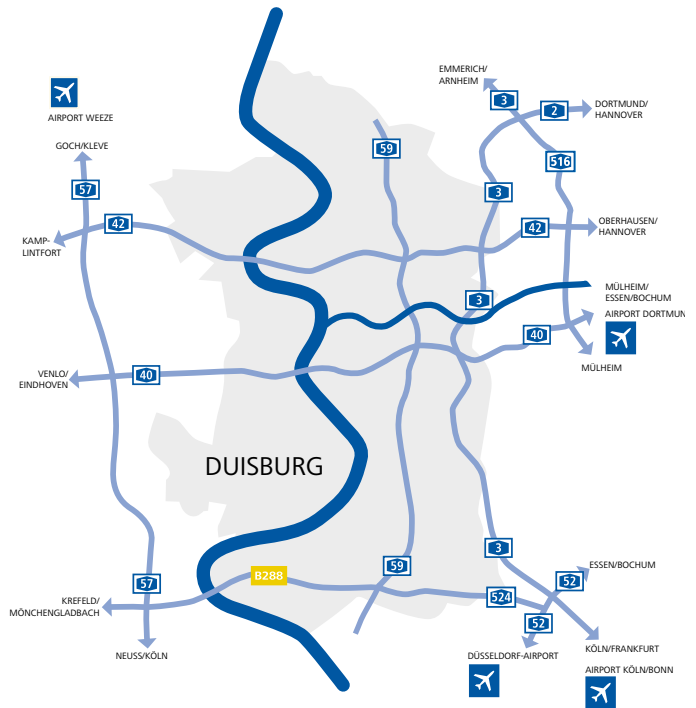 EMMERICH/
ARNHEIM
3
2
DORTMUND/
HANNOVER
AIRPORT WEEZE
GOCH/KLEVE
59
516
57
3
42
42
OBERHAUSEN/
HANNOVER
KAMP-
LINTFORT
MÜLHEIM/
ESSEN/BOCHUM
3
AIRPORT DORTMUN
40
MÜLHEIM
VENLO/
EINDHOVEN
40
DUISBURG
3
ESSEN/BOCHUM
59
B288
52
57
524
KREFELD/
MÖNCHENGLADBACH
52
NEUSS/KÖLN
DÜSSELDORF-AIRPORT
KÖLN/FRANKFURT
AIRPORT KÖLN/BONN